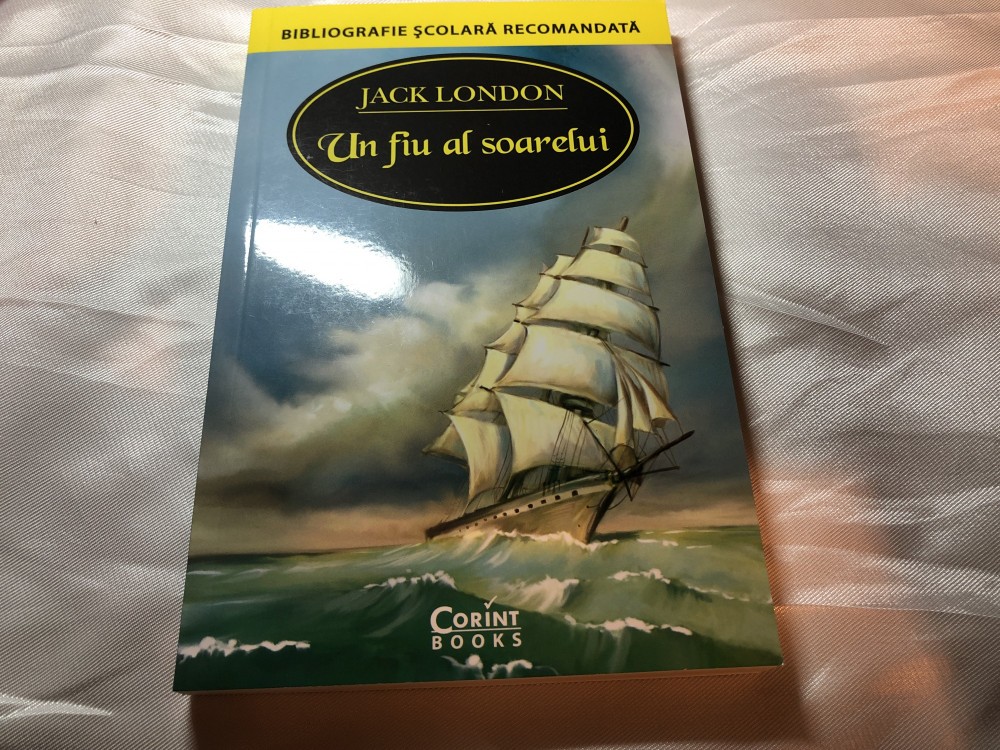 BIBLIOGRAFIE ŞCOLARĂ RECOMANDATĂ
JACK LONDON
Un fiu al soarelui
CORINT
BOOKS